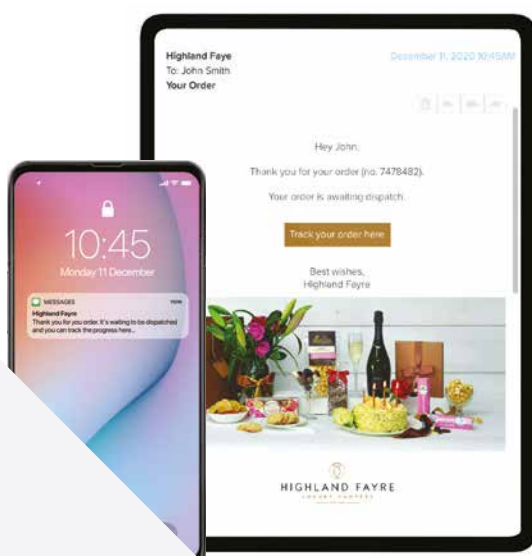 Highland Faye
To: John Smith
Your Order
December 11, 2020 10:45AM
Hey John,
Thank you for your order (no. 7478482).
Your order is awaiting dispatch.
Track your order here
Best wishes,
Highland Fayre
HIGHLAND FAYRE
LUXURY HAMPERS
10:45
Monday 11 December
MESSAGES
now
Highland Fayre
Thank you for you order. It's waiting to be dispatched
and you can track the progress here...